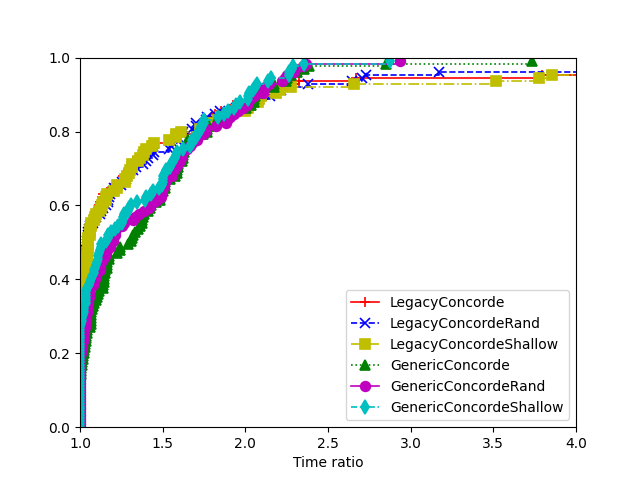 1.0
0.8
0.6
0.4
0.2
0.0
LegacyConcorde
LegacyConcordeRand
LegacyConcordeShallow
GenericConcorde
GenericConcordeRand
GenericConcordeShallow
1.0 1.5 2.0 2.5 3.0 3.5 4.0
Time ratio